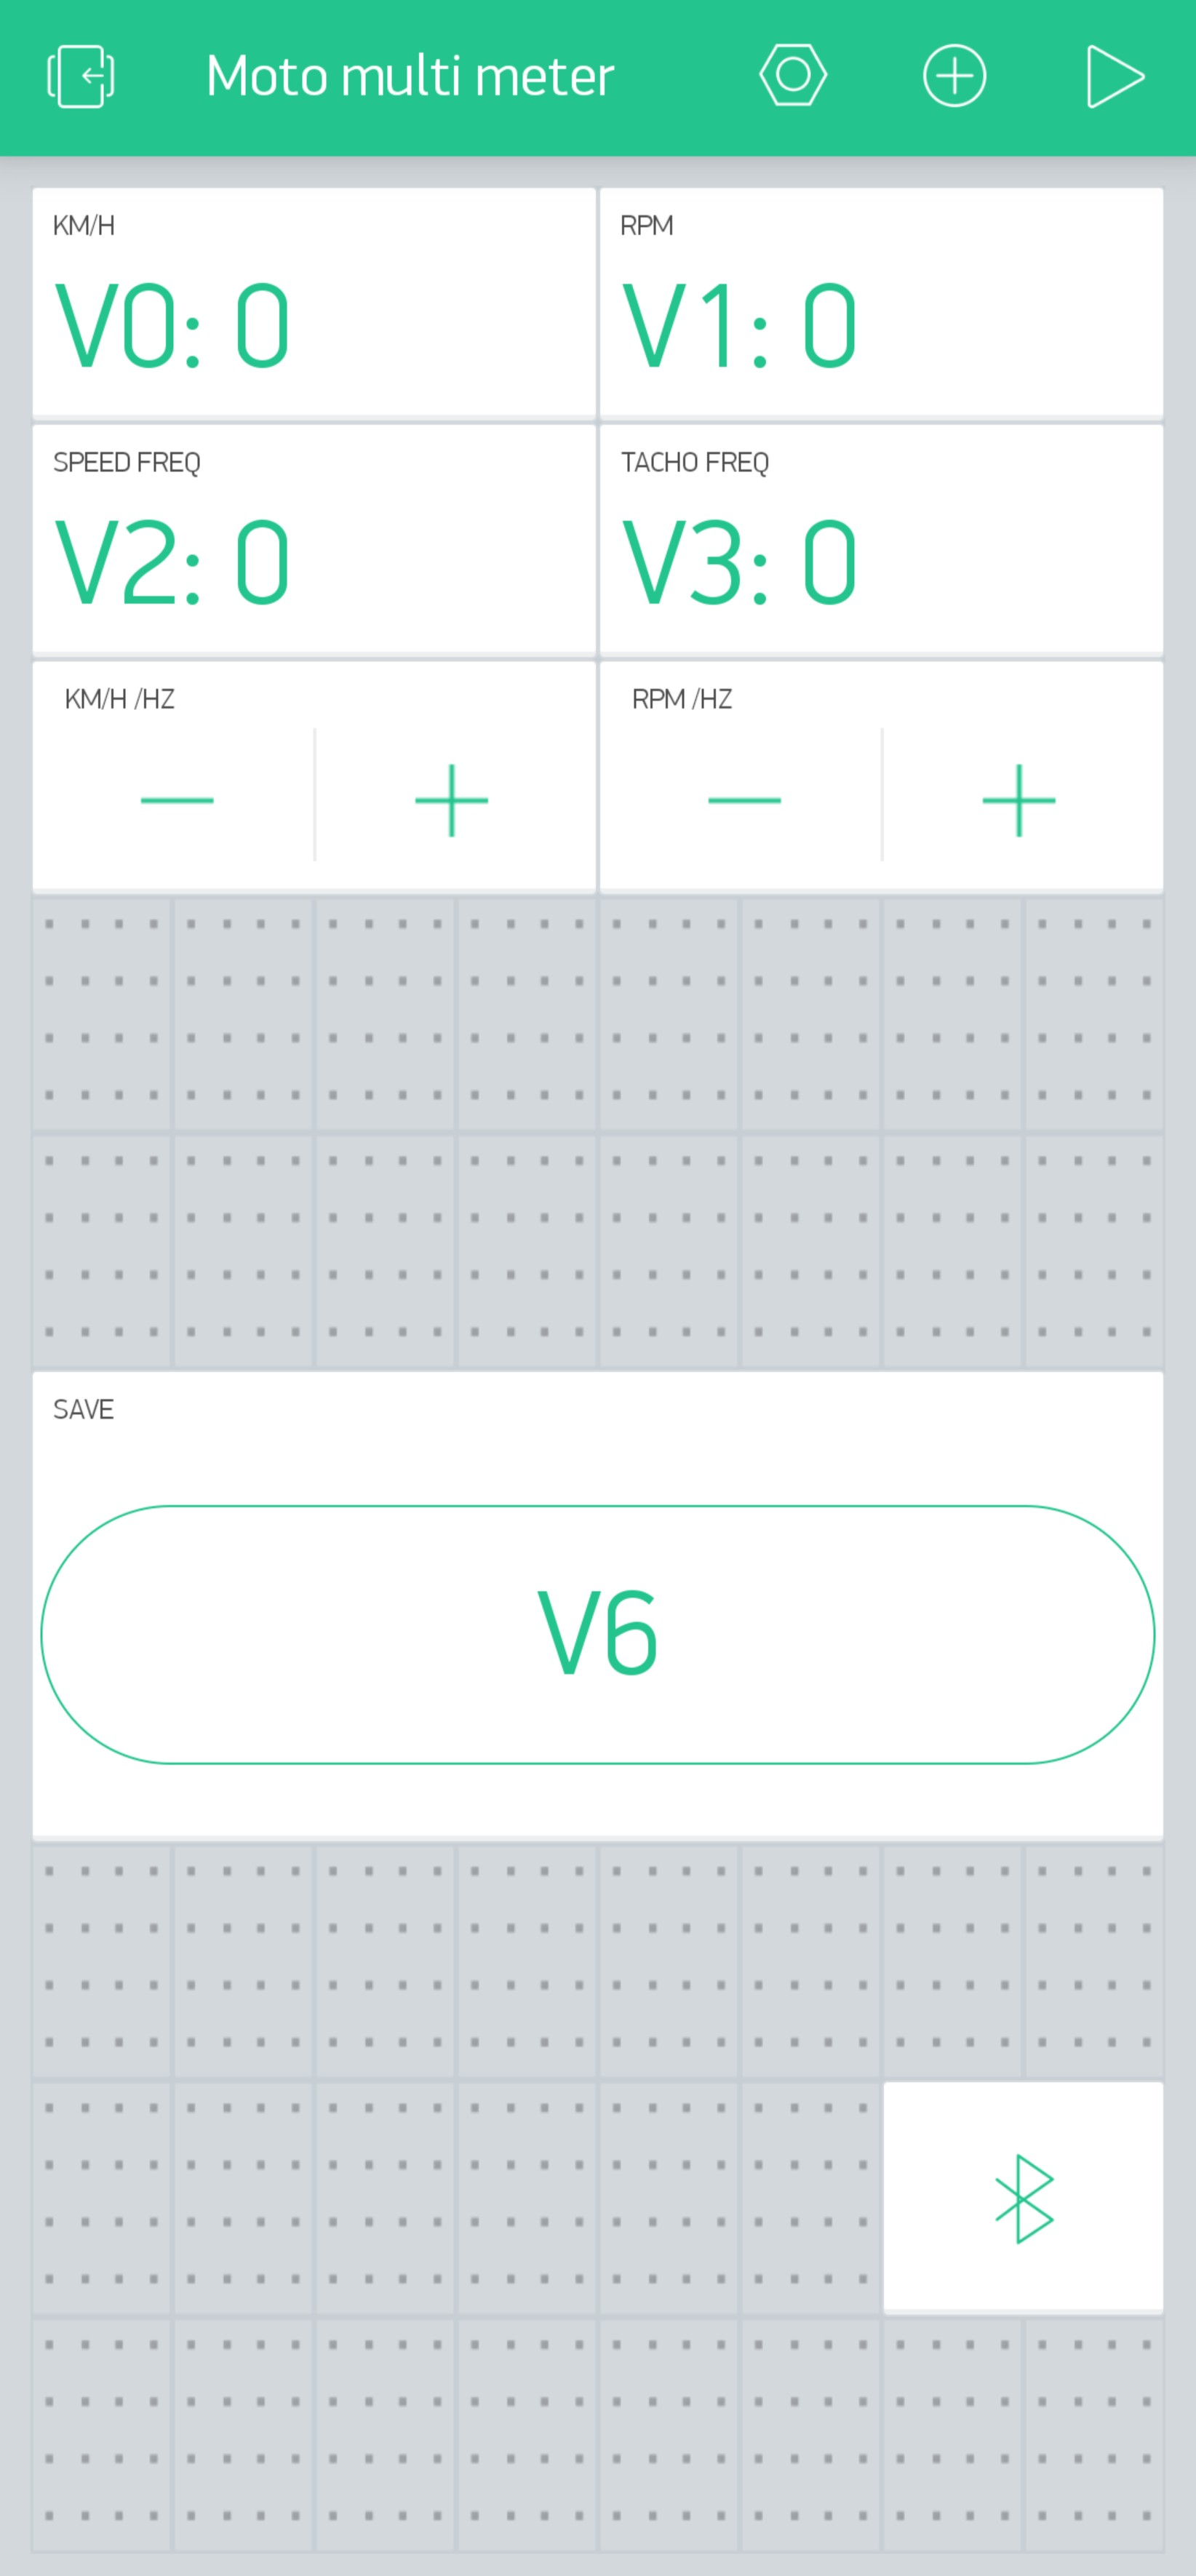 Moto multi meter
KM/H
V0: 0
RPM
V1: 0
SPEED FREQ
V2: 0
TACHO FREQ
V3: 0
KM/H /HZ
RPM /HZ
SAVE
V6